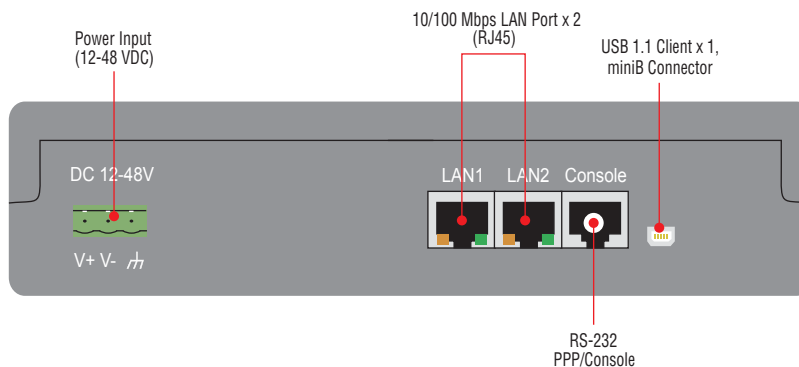 10/100 Mbps LAN Port x 2
(RJ45)
Power Input
(12-48 VDC)
USB 1.1 Client x 1,
miniB Connector
DC 12-48V
LAN1
LAN2
Console
V+ V-
RS-232
PPP/Console